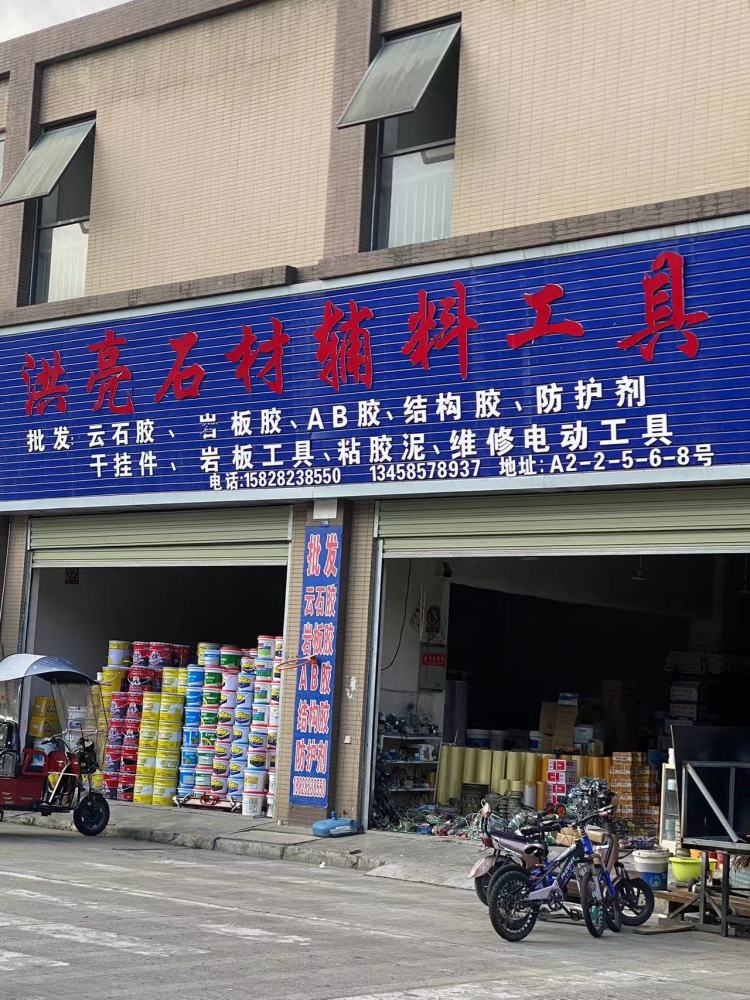 洪亮石材辅料工具
批发:云石胶、岩板胶、AB胶、结构胶、防护剂
干挂件、岩板工具、粘胶泥、维修电动工具
电话:15828238550 13458578937 地址:A2-2-5-6-8号
批发
云石胶
岩板胶
AB胶
结构胶
防护剂
15828238550